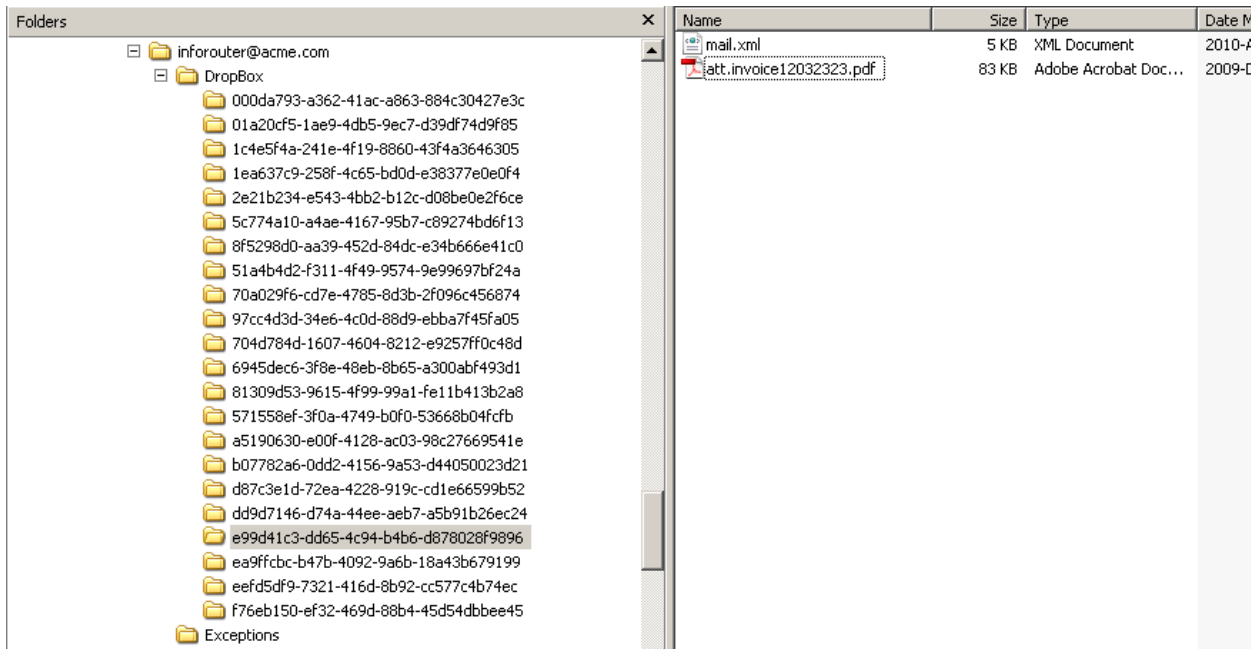 Folders
inforouter@acme.com
DropBox
000da793-a362-41ac-a863-884c30427e3c
01a20cf5-1ae9-4db5-9ec7-d39df74d9f85
1c4e5f4a-241e-4f19-8860-43f4a3646305
1ea637c9-258f-4c65-bd0d-e38377e0e0f4
2e21b234-e543-4bb2-b12c-d08be0e2f6ce
5c774a10-a4ae-4167-95b7-c89274bd6f13
8f5298d0-aa39-452d-84dc-e34b666e41c0
51a4b4d2-f311-4f49-9574-9e99697bf24a
70a029f6-cd7e-4785-8d3b-2f096c456874
97cc4d3d-34e6-4c0d-88d9-ebba7f45fa05
704d784d-1607-4604-8212-e9257ff0c48d
6945dec6-3f8e-48eb-8b65-a300abf493d1
81309d53-9615-4f99-99a1-fe11b413b2a8
571558ef-3f0a-4749-b0f0-53668b04fcfb
a5190630-e00f-4128-ac03-98c27669541e
b07782a6-0dd2-4156-9a53-d44050023d21
d87c3e1d-72ea-4228-919c-cd1e66599b52
dd9d7146-d74a-44ee-aeb7-a5b91b26ec24
e99d41c3-dd65-4c94-b4b6-d878028f9896
ea9ffcbc-b47b-4092-9a6b-18a43b679199
eefd5df9-7321-416d-8b92-cc577c4b74ec
f76eb150-ef32-469d-88b4-45d54dbbee45
Exceptions
Name Size Type Date M
mail.xml 5 KB XML Document 2010-A
att.invoice12032323.pdf 83 KB Adobe Acrobat Doc... 2009-D